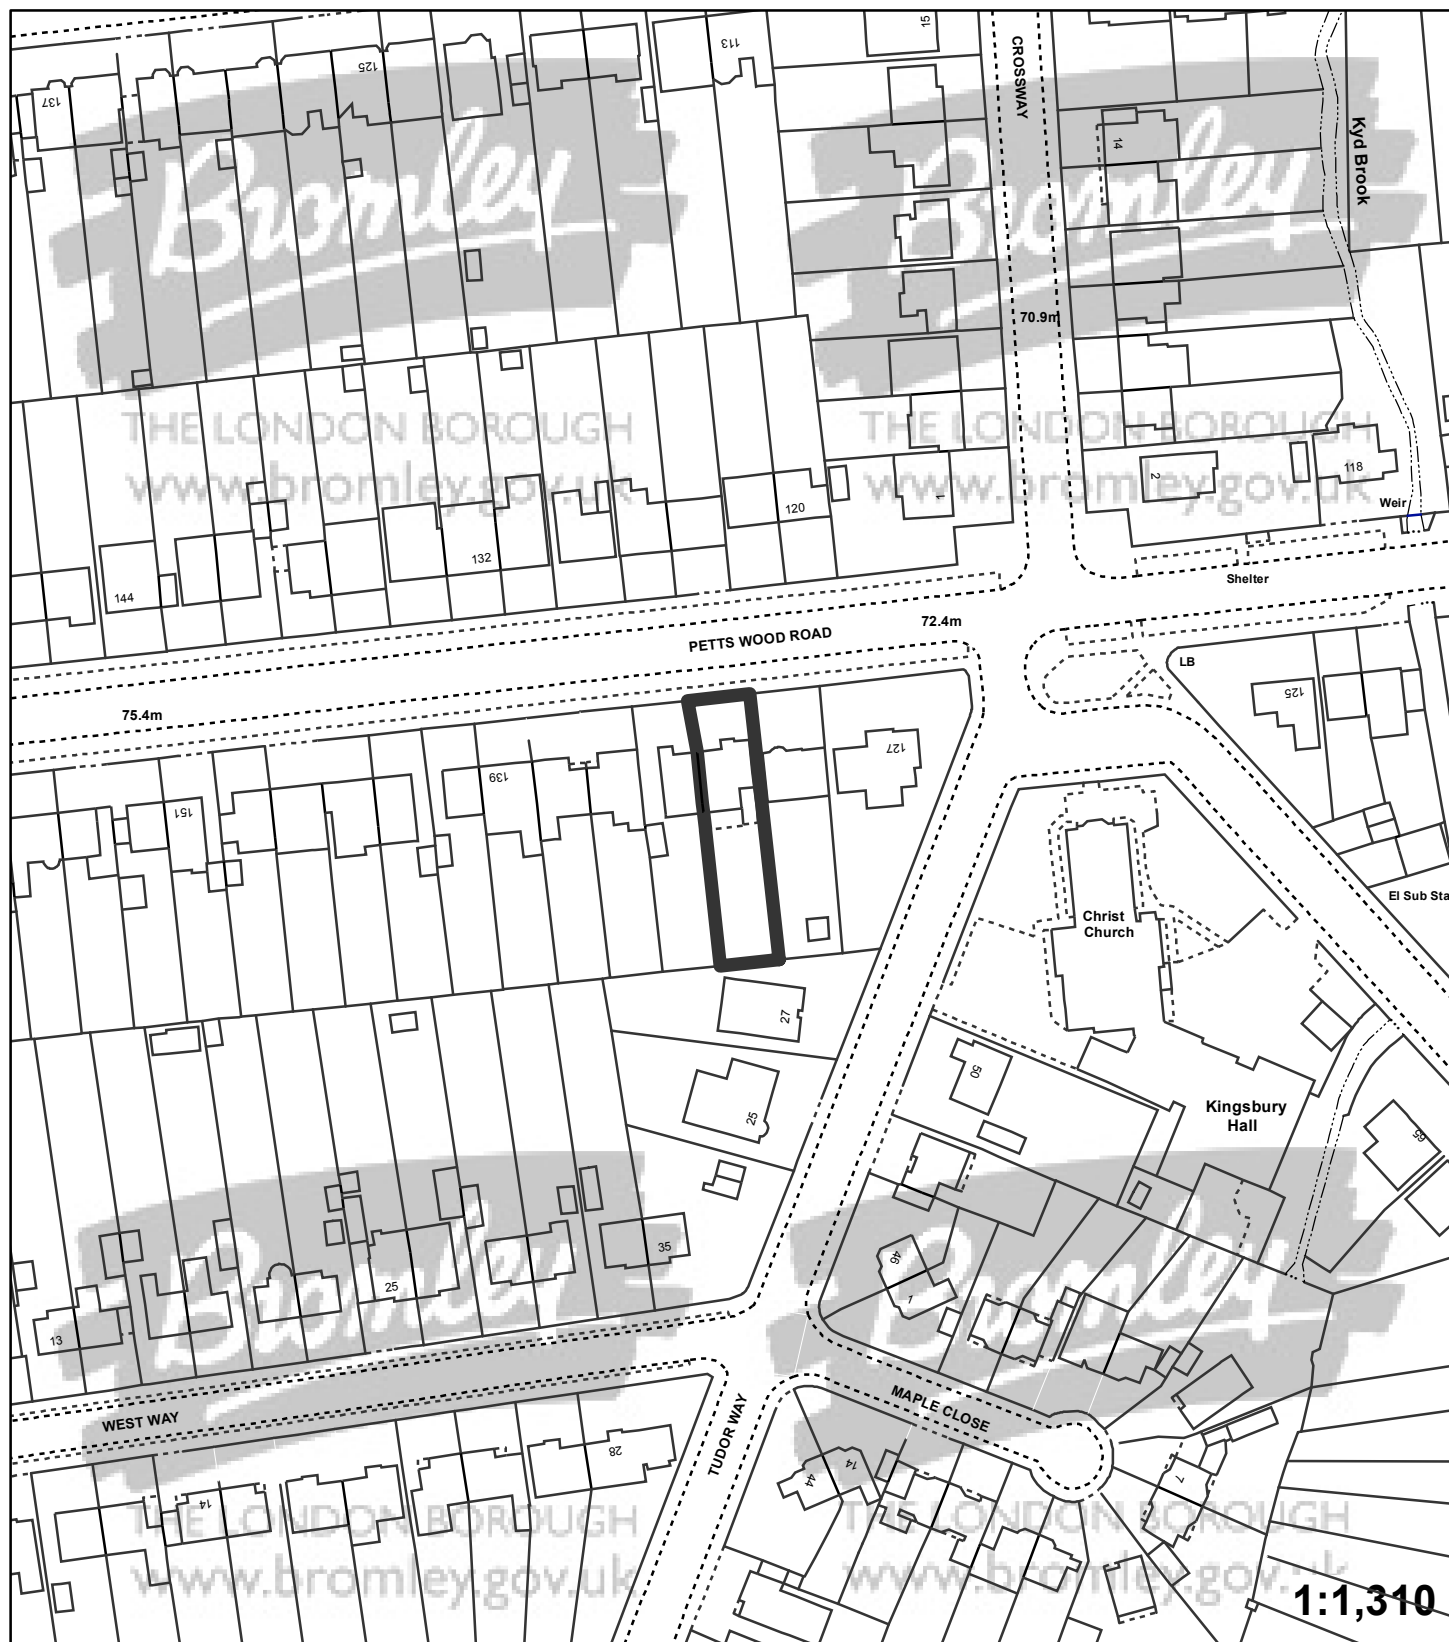 15
113
CROSSWAY
125
137
14
Kyd Brook
Bromley
Bromley
70.9m
THE LONDON BOROUGH
www.bromley.gov.uk
THE LONDON BOROUGH
www.bromley.gov.uk
118
2
1
120
Weir
132
144
Shelter
72.4m
PETTS WOOD ROAD
LB
125
75.4m
127
139
151
El Sub Sta
Christ
Church
27
50
25
Kingsbury
Hall
65
Bromley
Bromley
35
46
25
1
13
MAPLE CLOSE
WEST WAY
TUDOR WAY
28
14
44
7
14
THE LONDON BOROUGH
www.bromley.gov.uk
THE LONDON BOROUGH
www.bromley.gov.uk
1:1,310